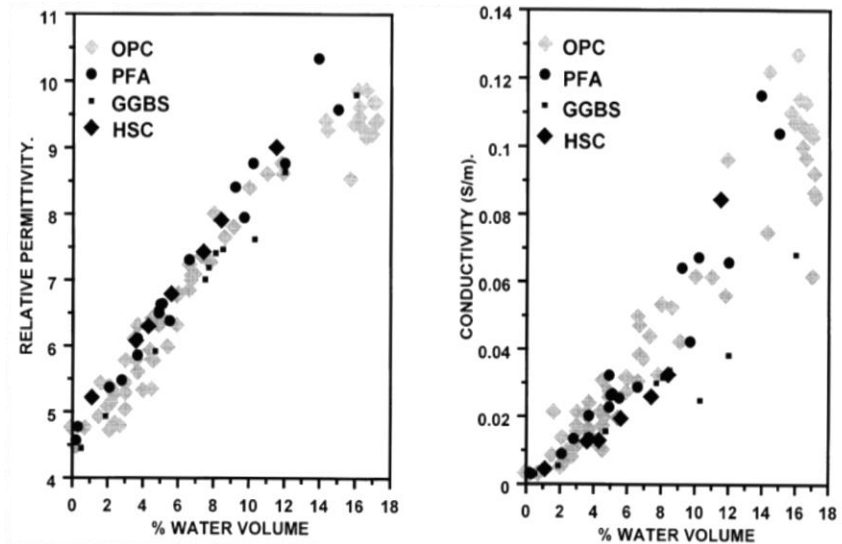 11
10
9
8
7
6
5
4
RELATIVE PERMITTIVITY.
OPC
PFA
GGBS
HSC
0 2 4 6 8 10 12 14 16 18
% WATER VOLUME
0.14
0.12
0.1
0.08
0.06
0.04
0.02
0
CONDUCTIVITY (S/m).
OPC
PFA
GGBS
HSC
0 2 4 6 8 10 12 14 16 18
% WATER VOLUME